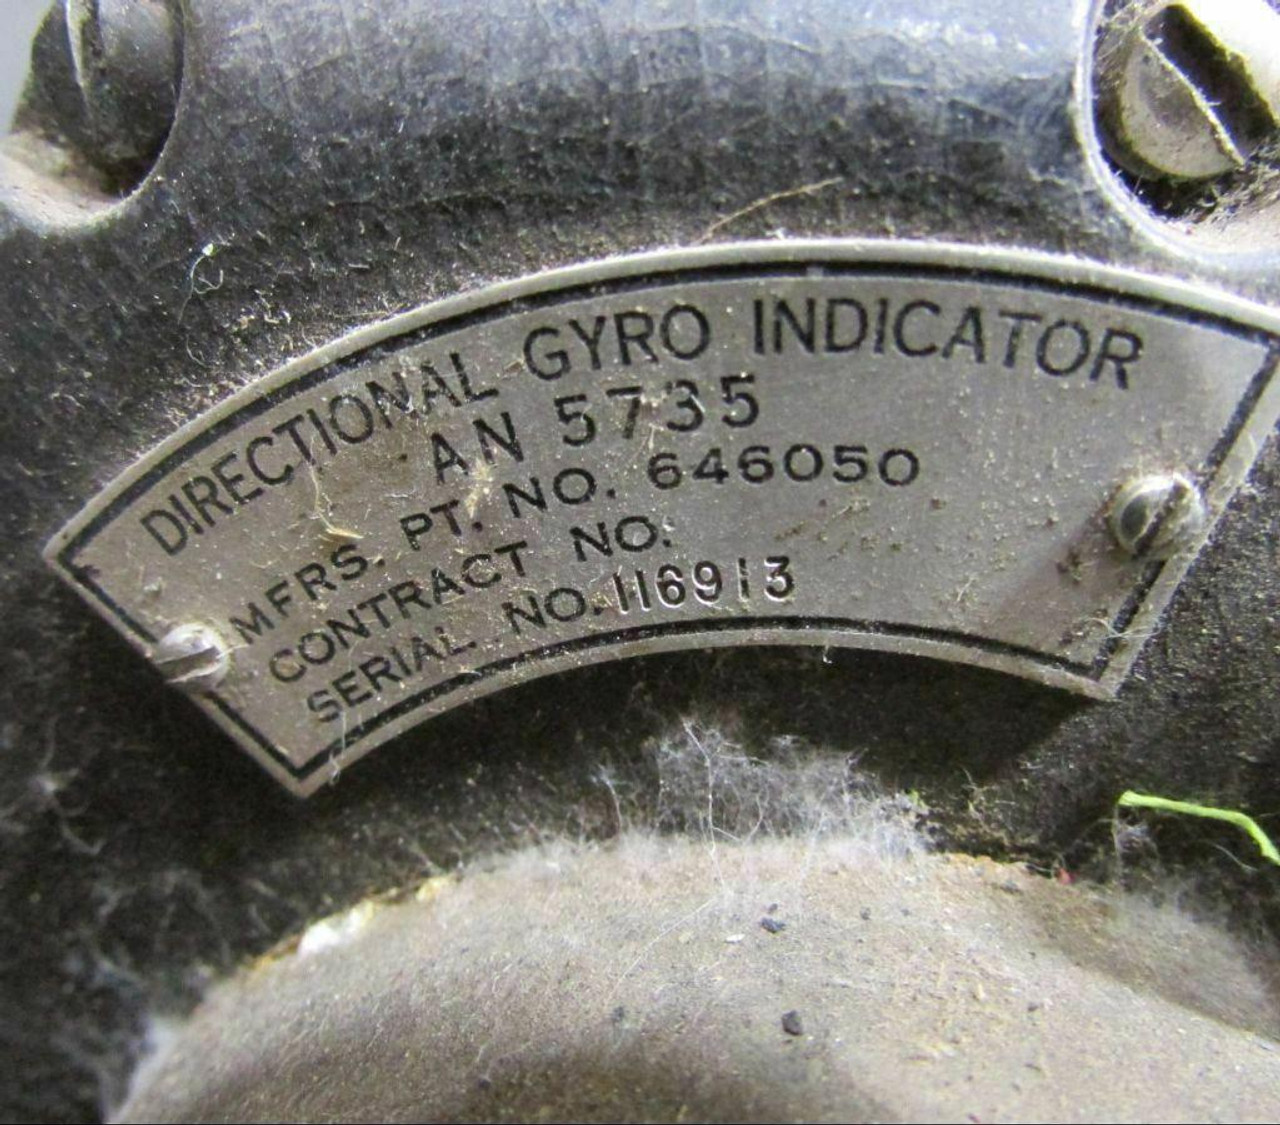 DIRECTIONAL GYRO INDICATOR
AN 5735
MFRS. PT. NO. 646050
CONTRACT NO.
SERIAL NO. 116913